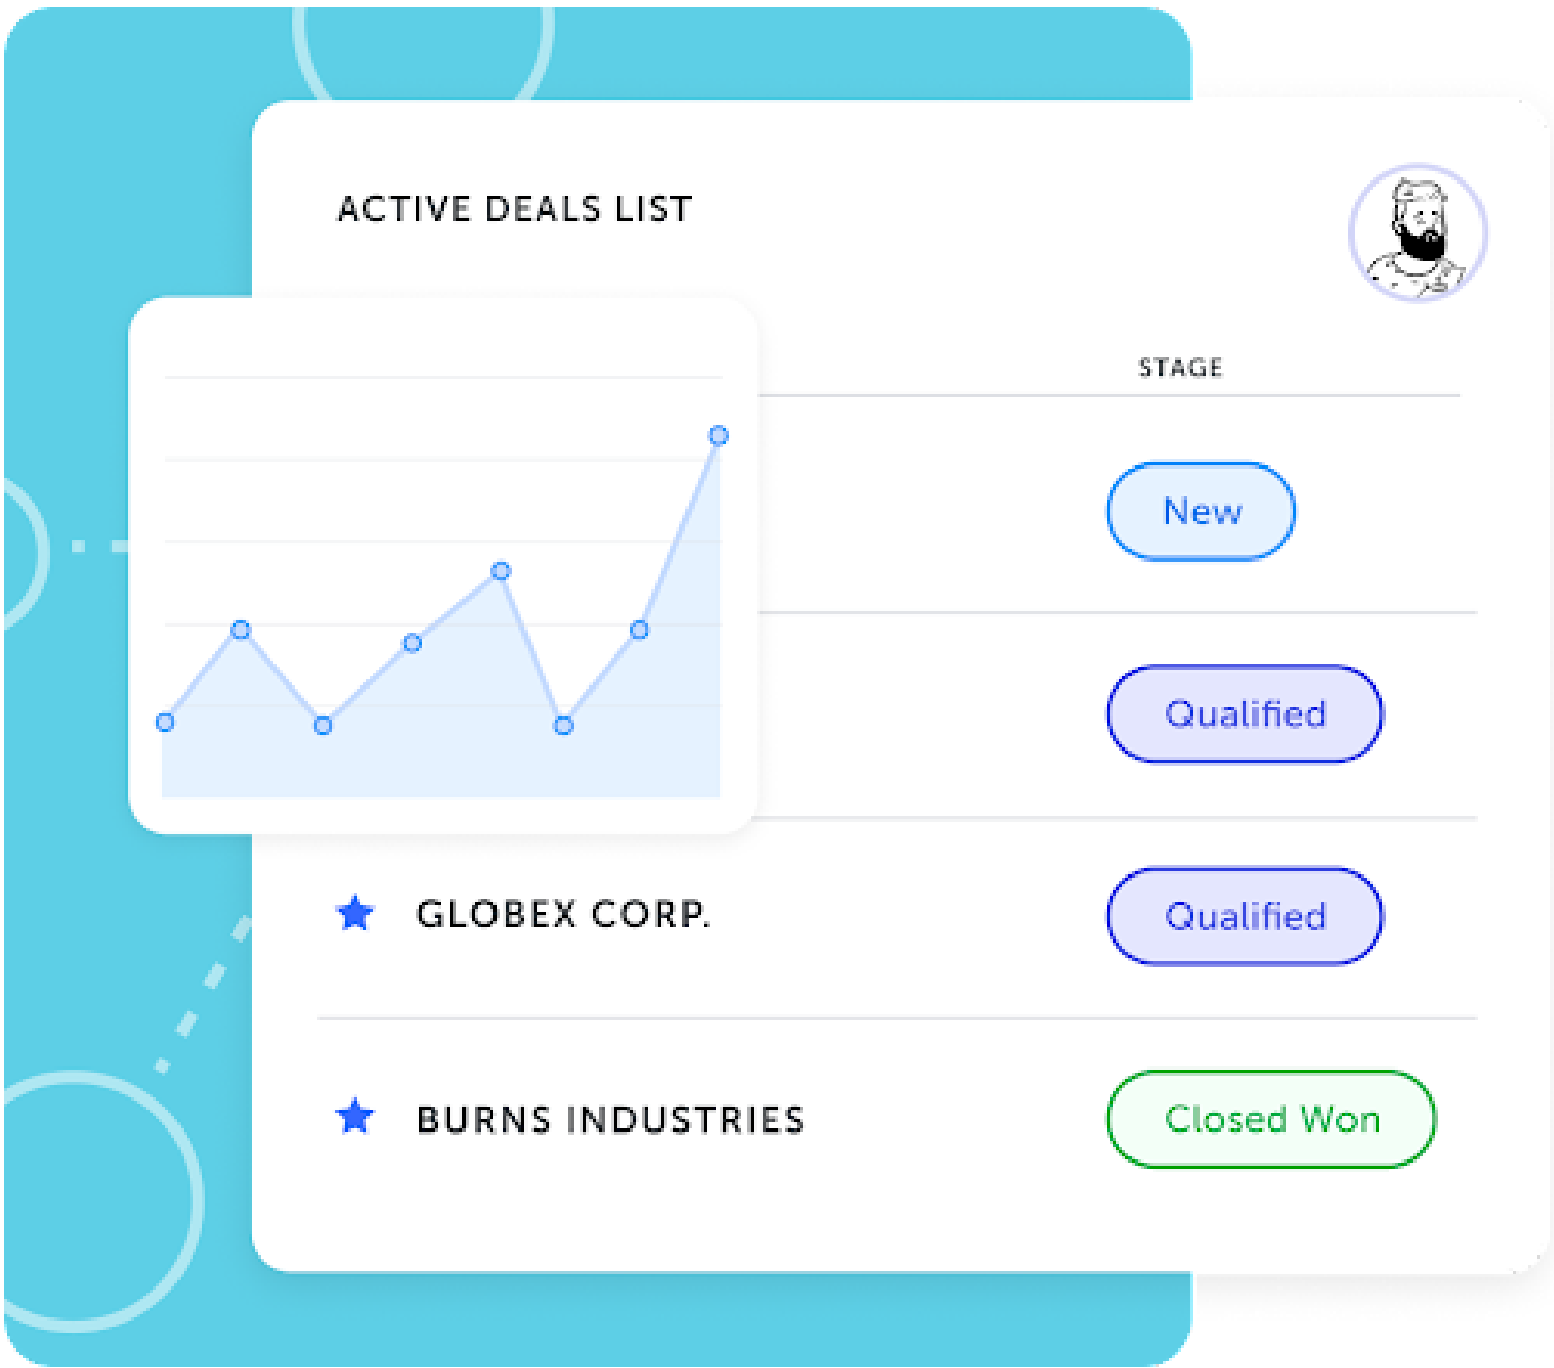 ACTIVE DEALS LIST
STAGE
New
Qualified
GLOBEX CORP. Qualified
BURNS INDUSTRIES Closed Won